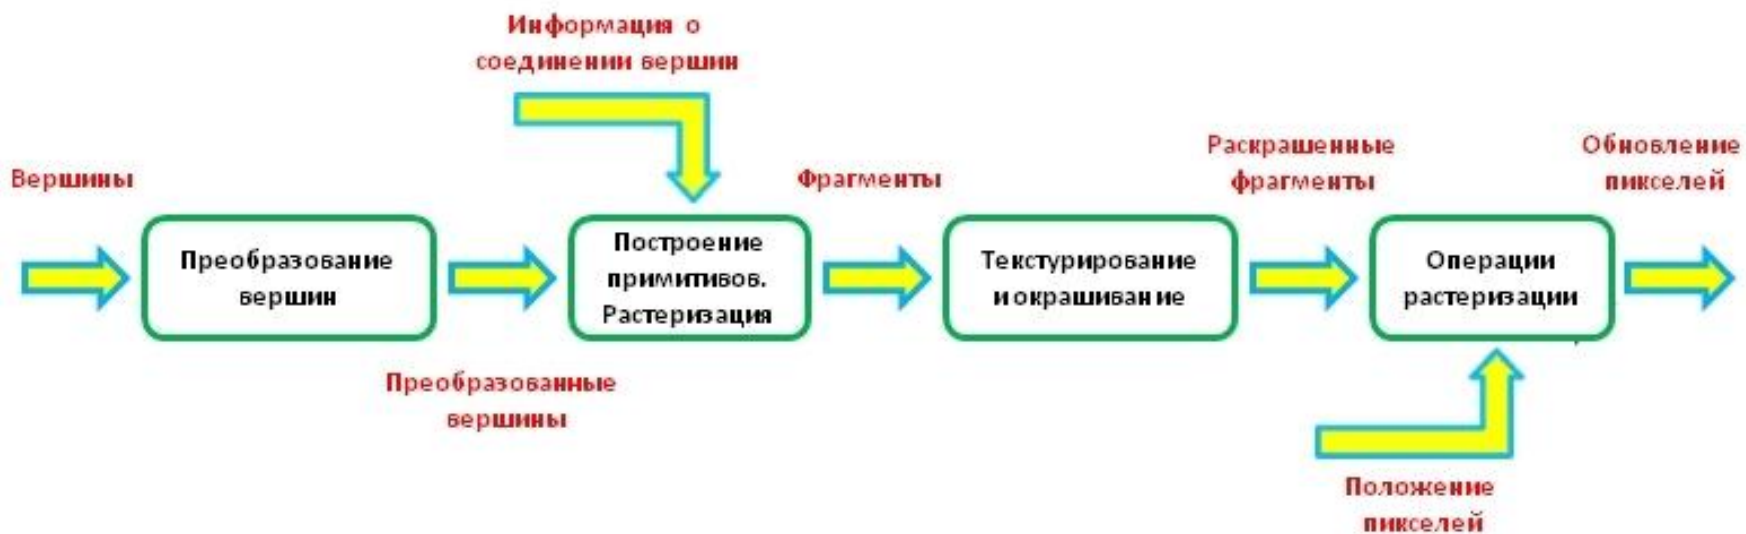 Информация о
соединении вершин
Вершины
Преобразование
вершин
Преобразованные
вершины
Построение
примитивов.
Растеризация
Фрагменты
Текстурирование
и окрашивание
Раскрашенные
фрагменты
Операции
растеризации
Обновление
пикселей
Положение
пикселей